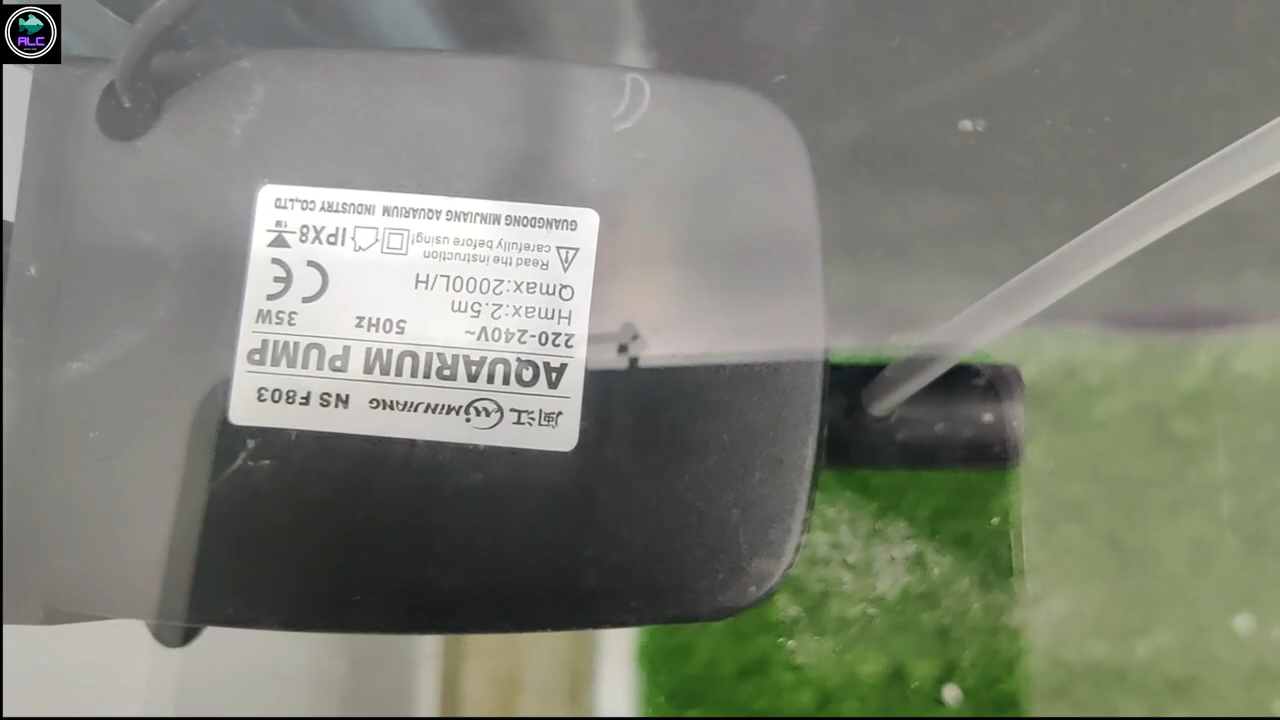 ALC
闽江 MINJIANG NS F803
AQUARIUM PUMP
220-240V~ 50Hz 35W
Hmax:2.5m
Qmax:2000L/H
CE
Read the instruction
carefully before using!
IPX8 1M
GUANGDONG MINJIANG AQUARIUM INDUSTRY CO.,LTD